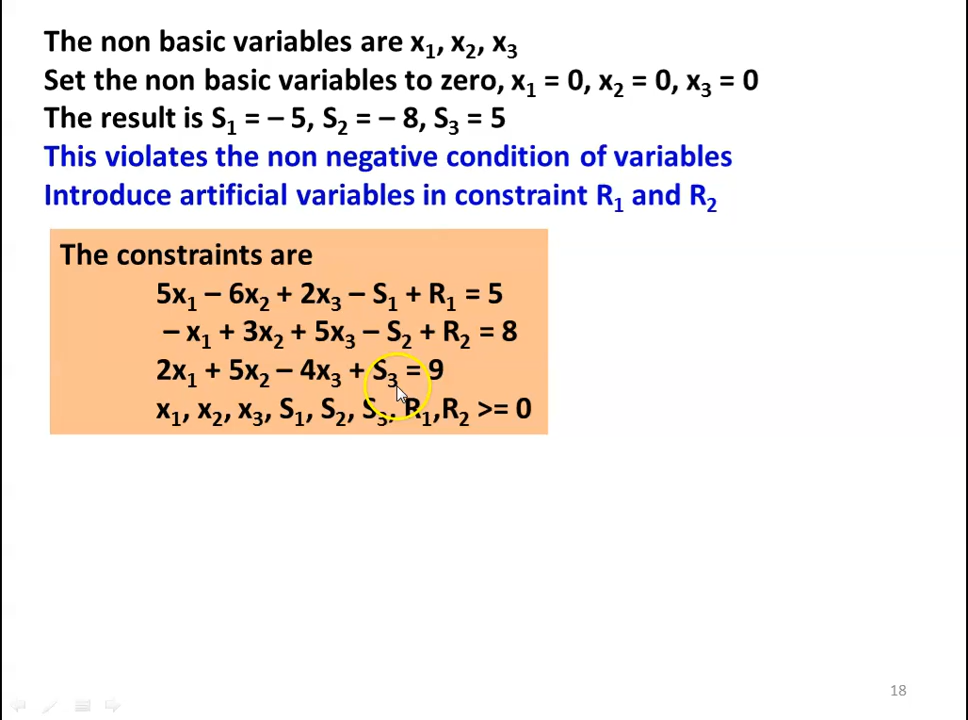 The non basic variables are x₁, x₂, x₃
Set the non basic variables to zero, x₁ = 0, x₂ = 0, x₃ = 0
The result is S₁ = – 5, S₂ = – 8, S₃ = 5
This violates the non negative condition of variables
Introduce artificial variables in constraint R₁ and R₂
The constraints are
5x₁ – 6x₂ + 2x₃ – S₁ + R₁ = 5
– x₁ + 3x₂ + 5x₃ – S₂ + R₂ = 8
2x₁ + 5x₂ – 4x₃ + S₃ = 9
x₁, x₂, x₃, S₁, S₂, S₃, R₁,R₂ >= 0
18